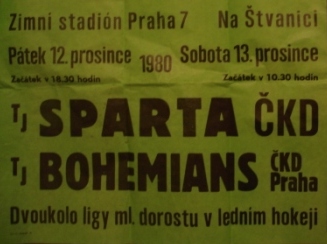 Zimní stadión Praha 7 Na Štvanici
Pátek 12. prosince 1980 Sobota 13. prosince
Začátek v 18.30 hodin Začátek v 10.30 hodin
TJ SPARTA ČKD
TJ BOHEMIANS ČKD Praha
Dvoukolo ligy ml. dorostu v ledním hokeji